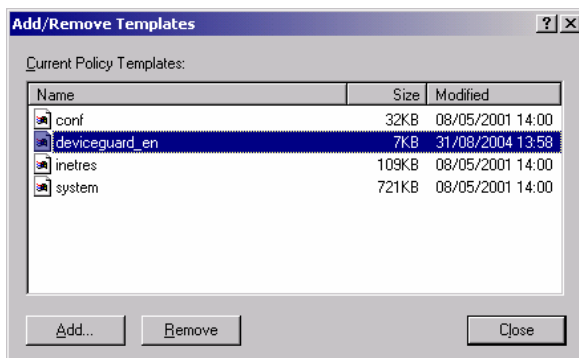 Add/Remove Templates
Current Policy Templates:
Name Size Modified
conf 32KB 08/05/2001 14:00
deviceguard_en 7KB 31/08/2004 13:58
inetres 109KB 08/05/2001 14:00
system 721KB 08/05/2001 14:00
Add... Remove Close